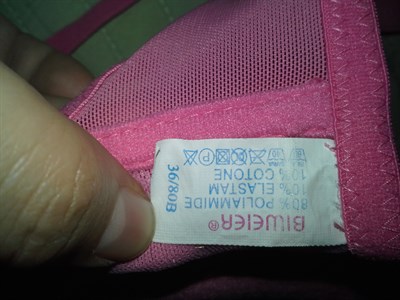 BIWEIER®
80% POLIAMMIDE
10% ELASTAM
10% COTONE
36/80B